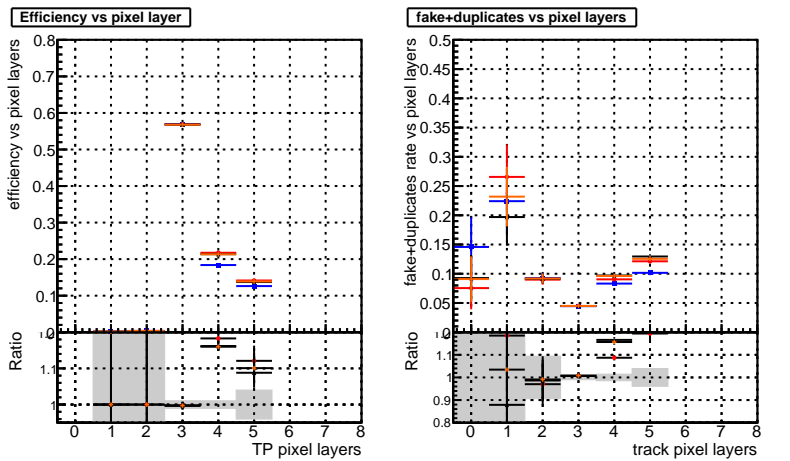 Efficiency vs pixel layer
efficiency vs pixel layers
0.8
0.7
0.6
0.5
0.4
0.3
0.2
0.1
0
Ratio
1.1
1
0 1 2 3 4 5 6 7 8
TP pixel layers
fake+duplicates vs pixel layers
fake+duplicates rate vs pixel layers
0.5
0.45
0.4
0.35
0.3
0.25
0.2
0.15
0.1
0.05
0
Ratio
1.1
1
0.9
0.8
0 1 2 3 4 5 6 7 8
track pixel layers